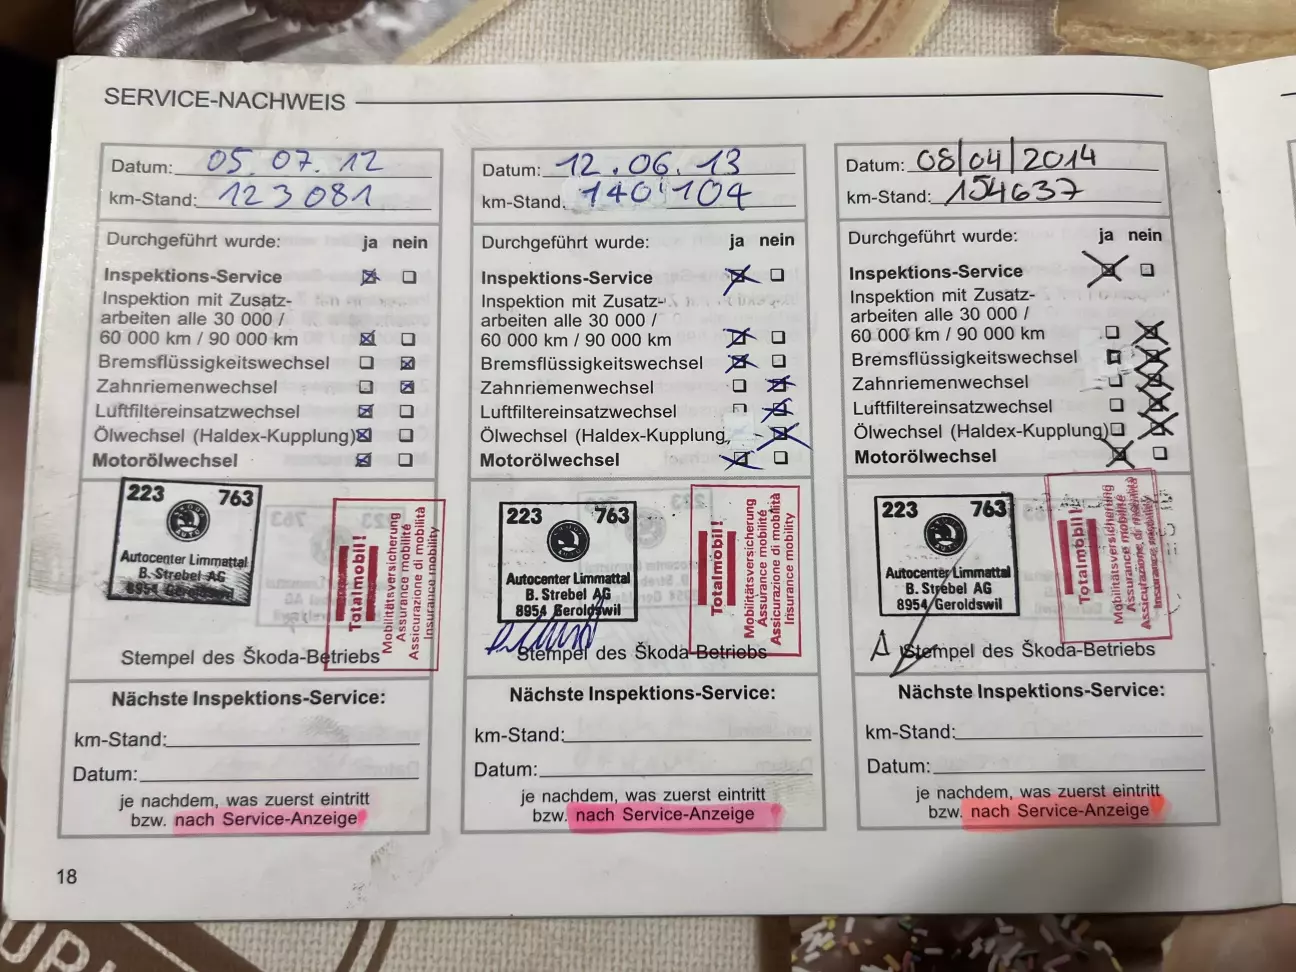 SERVICE-NACHWEIS
Datum: 05.07.12
km-Stand: 123081
Durchgeführt wurde: ja nein
Inspektions-Service
Inspektion mit Zusatz-
arbeiten alle 30 000 /
60 000 km / 90 000 km
Bremsflüssigkeitswechsel
Zahnriemenwechsel
Luftfiltereinsatzwechsel
Ölwechsel (Haldex-Kupplung)
Motorölwechsel
223 763
Autocenter Limmattal
B. Strebel AG
8954 Geroldswil
Totalmobil!
Mobilitätsversicherung
Assurance mobilité
Assicurazione di mobilità
Insurance mobility
Stempel des Škoda-Betriebs
Nächste Inspektions-Service:
km-Stand:
Datum:
je nachdem, was zuerst eintritt
bzw. nach Service-Anzeige
Datum: 12.06.13
km-Stand. 140'104
Durchgeführt wurde: ja nein
Inspektions-Service
Inspektion mit Zusatz-
arbeiten alle 30 000 /
60 000 km / 90 000 km
Bremsflüssigkeitswechsel
Zahnriemenwechsel
Luftfiltereinsatzwechsel
Ölwechsel (Haldex-Kupplung)
Motorölwechsel
223 763
Autocenter Limmattal
B. Strebel AG
8954 Geroldswil
Totalmobil!
Mobilitätsversicherung
Assurance mobilité
Assicurazione di mobilità
Insurance mobility
Stempel des Škoda-Betriebs
Nächste Inspektions-Service:
km-Stand:
Datum:
je nachdem, was zuerst eintritt
bzw. nach Service-Anzeige
Datum: 08/04/2014
km-Stand: 154637
Durchgeführt wurde: ja nein
Inspektions-Service
Inspektion mit Zusatz-
arbeiten alle 30 000 /
60 000 km / 90 000 km
Bremsflüssigkeitswechsel
Zahnriemenwechsel
Luftfiltereinsatzwechsel
Ölwechsel (Haldex-Kupplung)
Motorölwechsel
223 763
Autocenter Limmattal
B. Strebel AG
8954 Geroldswil
Totalmobil!
Mobilitätsversicherung
Assurance mobilité
Assicurazione di mobilità
Insurance mobility
Stempel des Škoda-Betriebs
Nächste Inspektions-Service:
km-Stand:
Datum:
je nachdem, was zuerst eintritt
bzw. nach Service-Anzeige
18